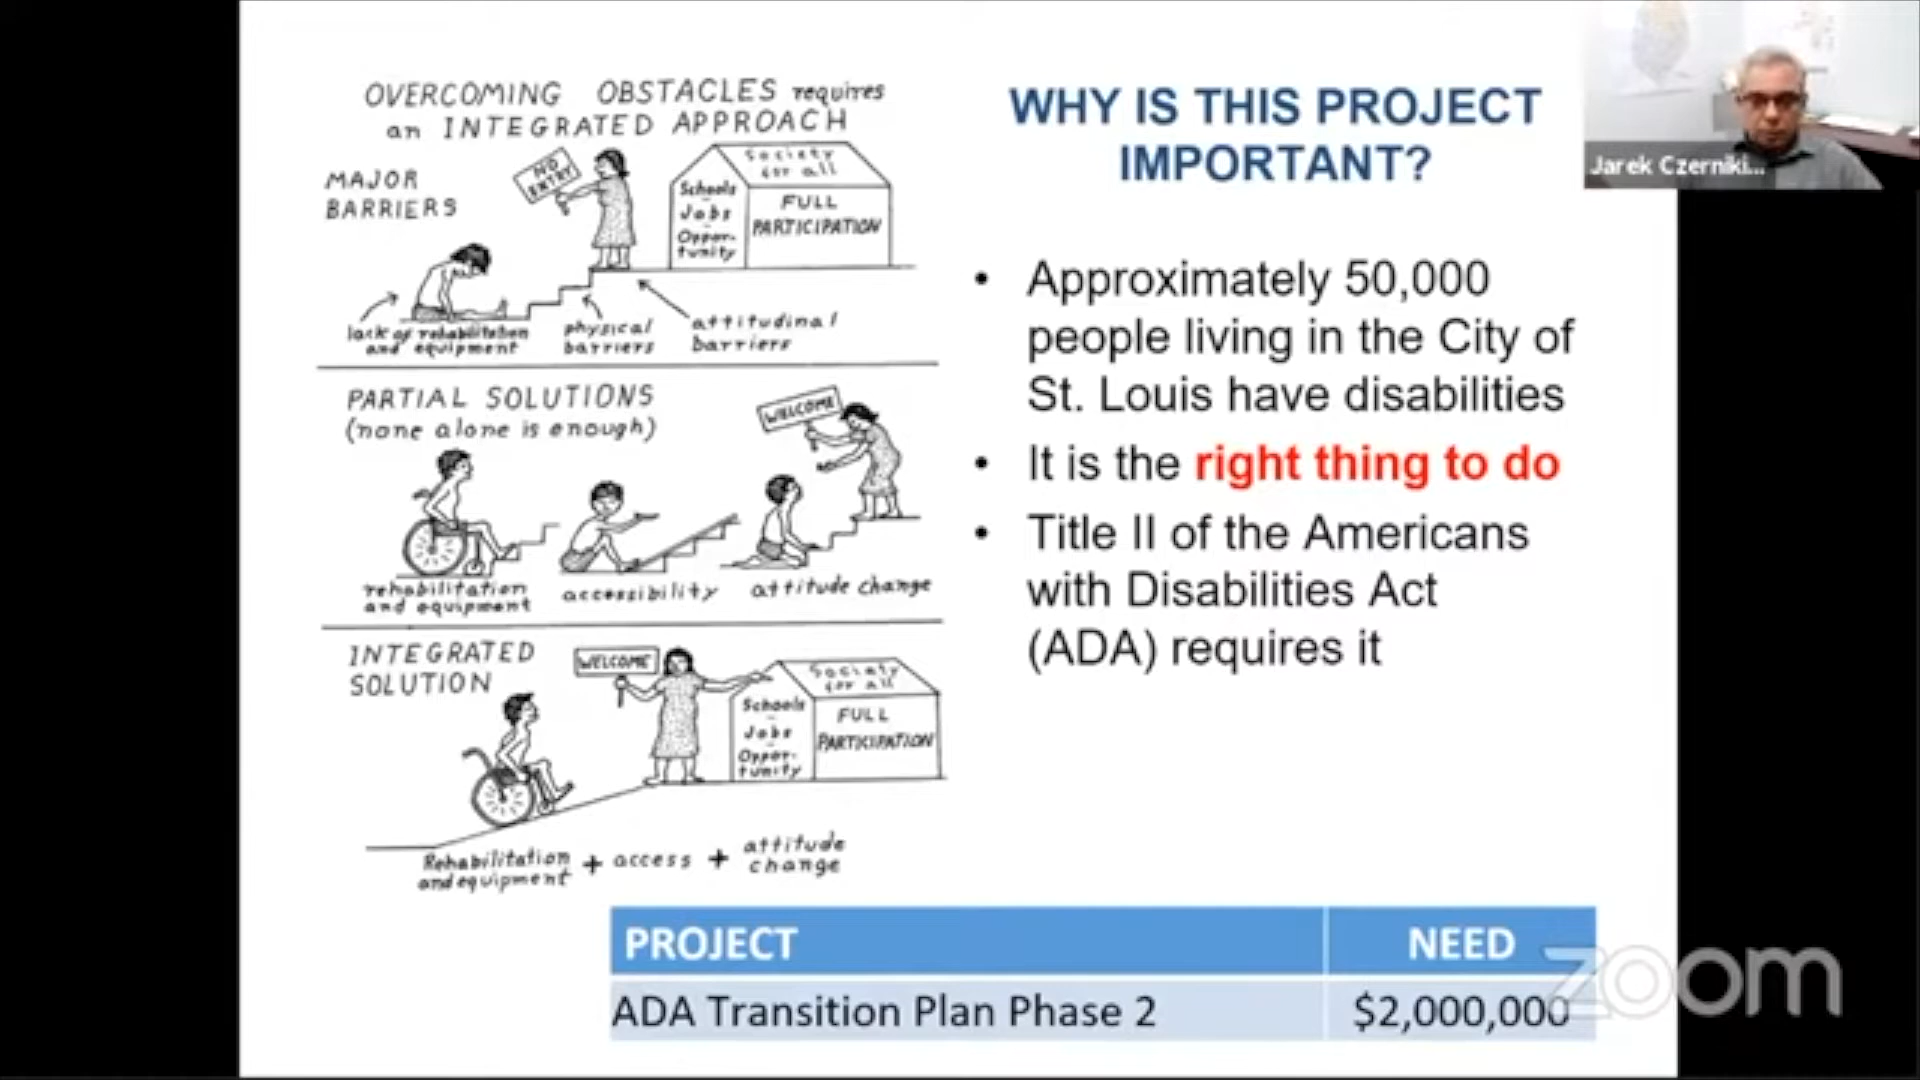 OVERCOMING OBSTACLES requires
an INTEGRATED APPROACH
MAJOR
BARRIERS
NO
ENTRY
Society
for all
Schools
-
Jobs
-
Oppor-
tunity
FULL
PARTICIPATION
lack of rehabilitation
and equipment
physical
barriers
attitudinal
barriers
PARTIAL SOLUTIONS
(none alone is enough)
WELCOME
rehabilitation
and equipment
accessibility
attitude change
INTEGRATED
SOLUTION
WELCOME
Society
for all
Schools
-
Jobs
-
Oppor-
tunity
FULL
PARTICIPATION
Rehabilitation
and equipment
+ access +
attitude
change
WHY IS THIS PROJECT
IMPORTANT?
• Approximately 50,000
people living in the City of
St. Louis have disabilities
• It is the right thing to do
• Title II of the Americans
with Disabilities Act
(ADA) requires it
Jarek Czerniki...
PROJECT NEED
ADA Transition Plan Phase 2 $2,000,000
zoom